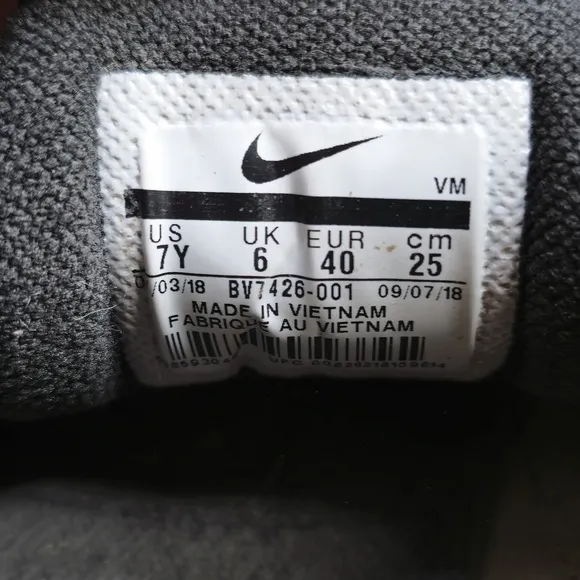 VM
US UK EUR cm
7Y 6 40 25
/03/18 BV7426-001 09/07/18
MADE IN VIETNAM
FABRIQUE AU VIETNAM